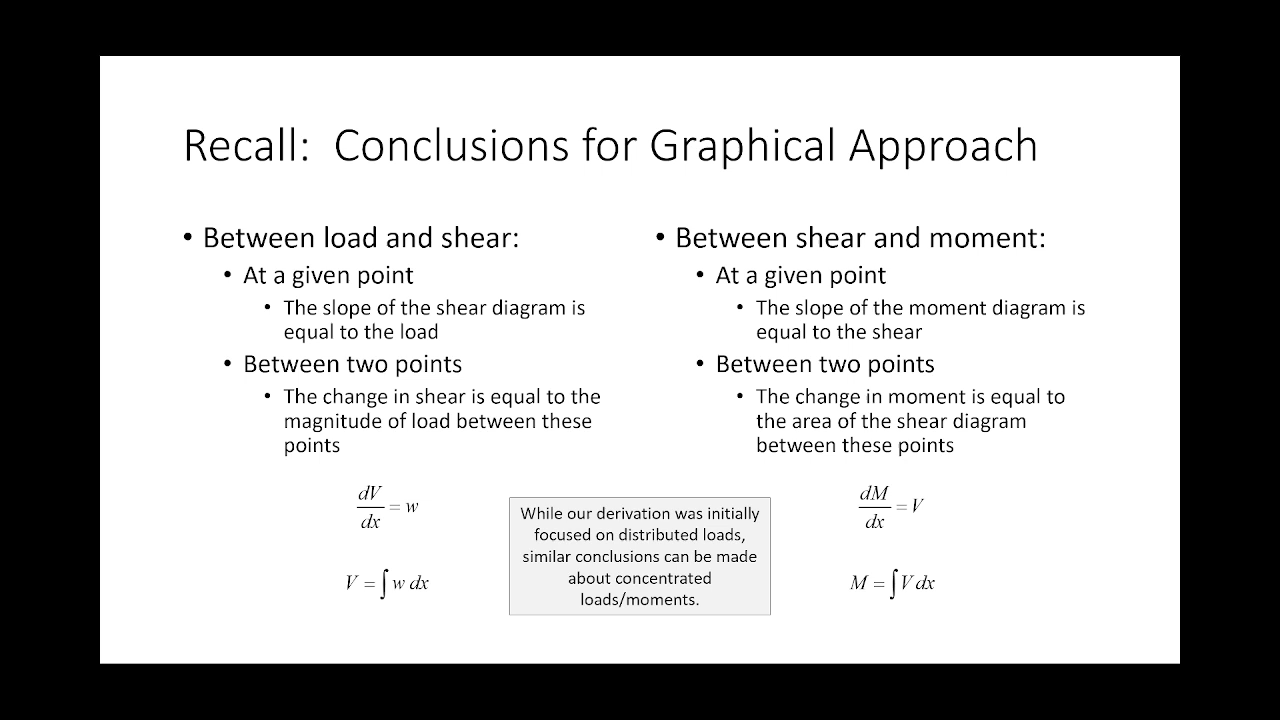 Recall:  Conclusions for Graphical Approach
• Between load and shear:
• At a given point
• The slope of the shear diagram is
equal to the load
• Between two points
• The change in shear is equal to the
magnitude of load between these
points
dV/dx = w
V = ∫ w dx
While our derivation was initially
focused on distributed loads,
similar conclusions can be made
about concentrated
loads/moments.
• Between shear and moment:
• At a given point
• The slope of the moment diagram is
equal to the shear
• Between two points
• The change in moment is equal to
the area of the shear diagram
between these points
dM/dx = V
M = ∫ V dx